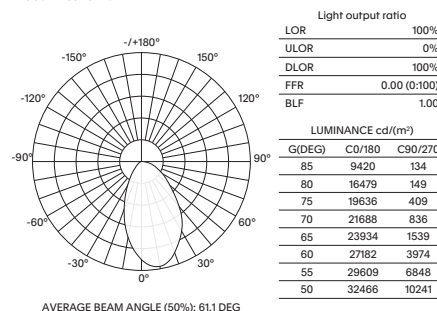 -/+180°
-150° 150°
-120° 120°
-90° 90°
-60° 60°
-30° 30°
0°
AVERAGE BEAM ANGLE (50%): 61.1 DEG
Light output ratio
LOR 100%
ULOR 0%
DLOR 100%
FFR 0.00 (0:100)
BLF 1.00
LUMINANCE cd/(m²)
G(DEG) C0/180 C90/270
85 9420 134
80 16479 149
75 19636 409
70 21688 836
65 23934 1539
60 27182 3974
55 29609 6848
50 32466 10241